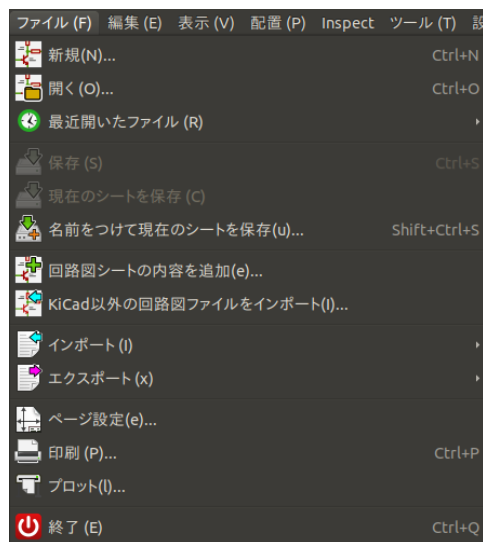 ファイル (F) 編集 (E) 表示 (V) 配置 (P) Inspect ツール (T) 設
新規(N)... Ctrl+N
開く(O)... Ctrl+O
最近開いたファイル (R)
保存 (S) Ctrl+S
現在のシートを保存 (C)
名前をつけて現在のシートを保存(u)... Shift+Ctrl+S
回路図シートの内容を追加(e)...
KiCad以外の回路図ファイルをインポート(I)...
インポート (I)
エクスポート (x)
ページ設定(e)...
印刷 (P)... Ctrl+P
プロット(l)...
終了 (E) Ctrl+Q